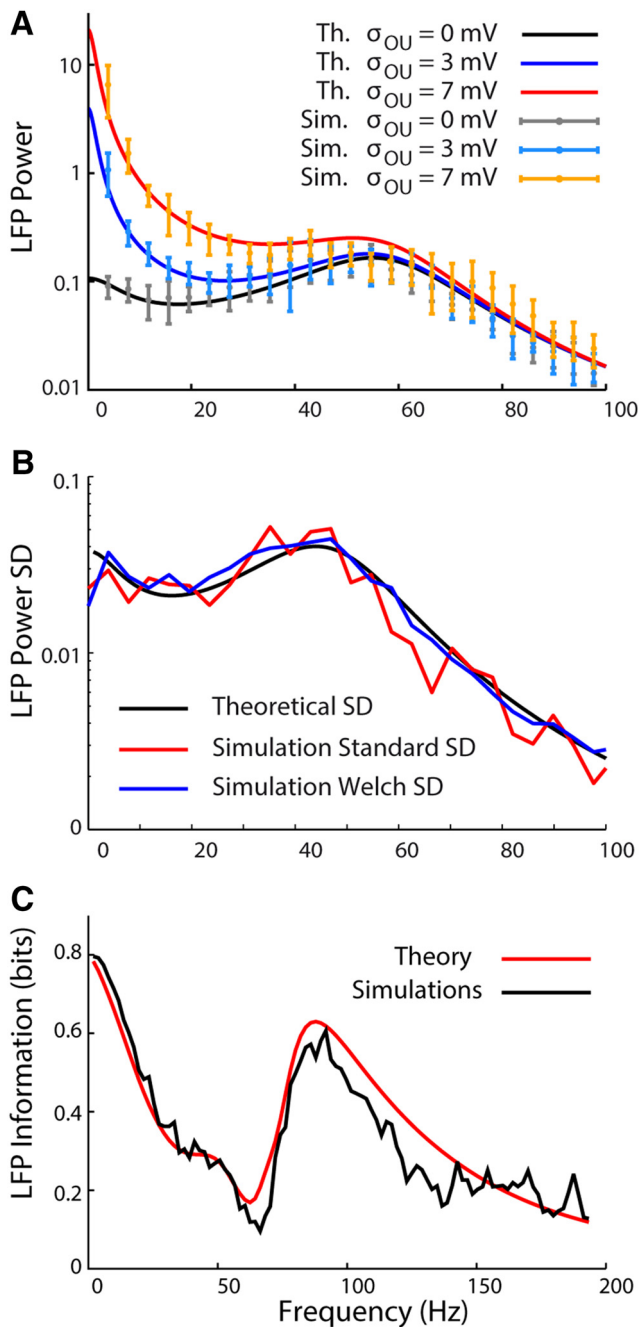 A
LFP Power
10
1
0.1
0.01
Th. σOU = 0 mV
Th. σOU = 3 mV
Th. σOU = 7 mV
Sim. σOU = 0 mV
Sim. σOU = 3 mV
Sim. σOU = 7 mV
0 20 40 60 80 100
B
LFP Power SD
0.1
0.01
0
Theoretical SD
Simulation Standard SD
Simulation Welch SD
0 20 40 60 80 100
C
LFP Information (bits)
0.8
0.6
0.4
0.2
0
Theory
Simulations
0 50 100 150 200
Frequency (Hz)